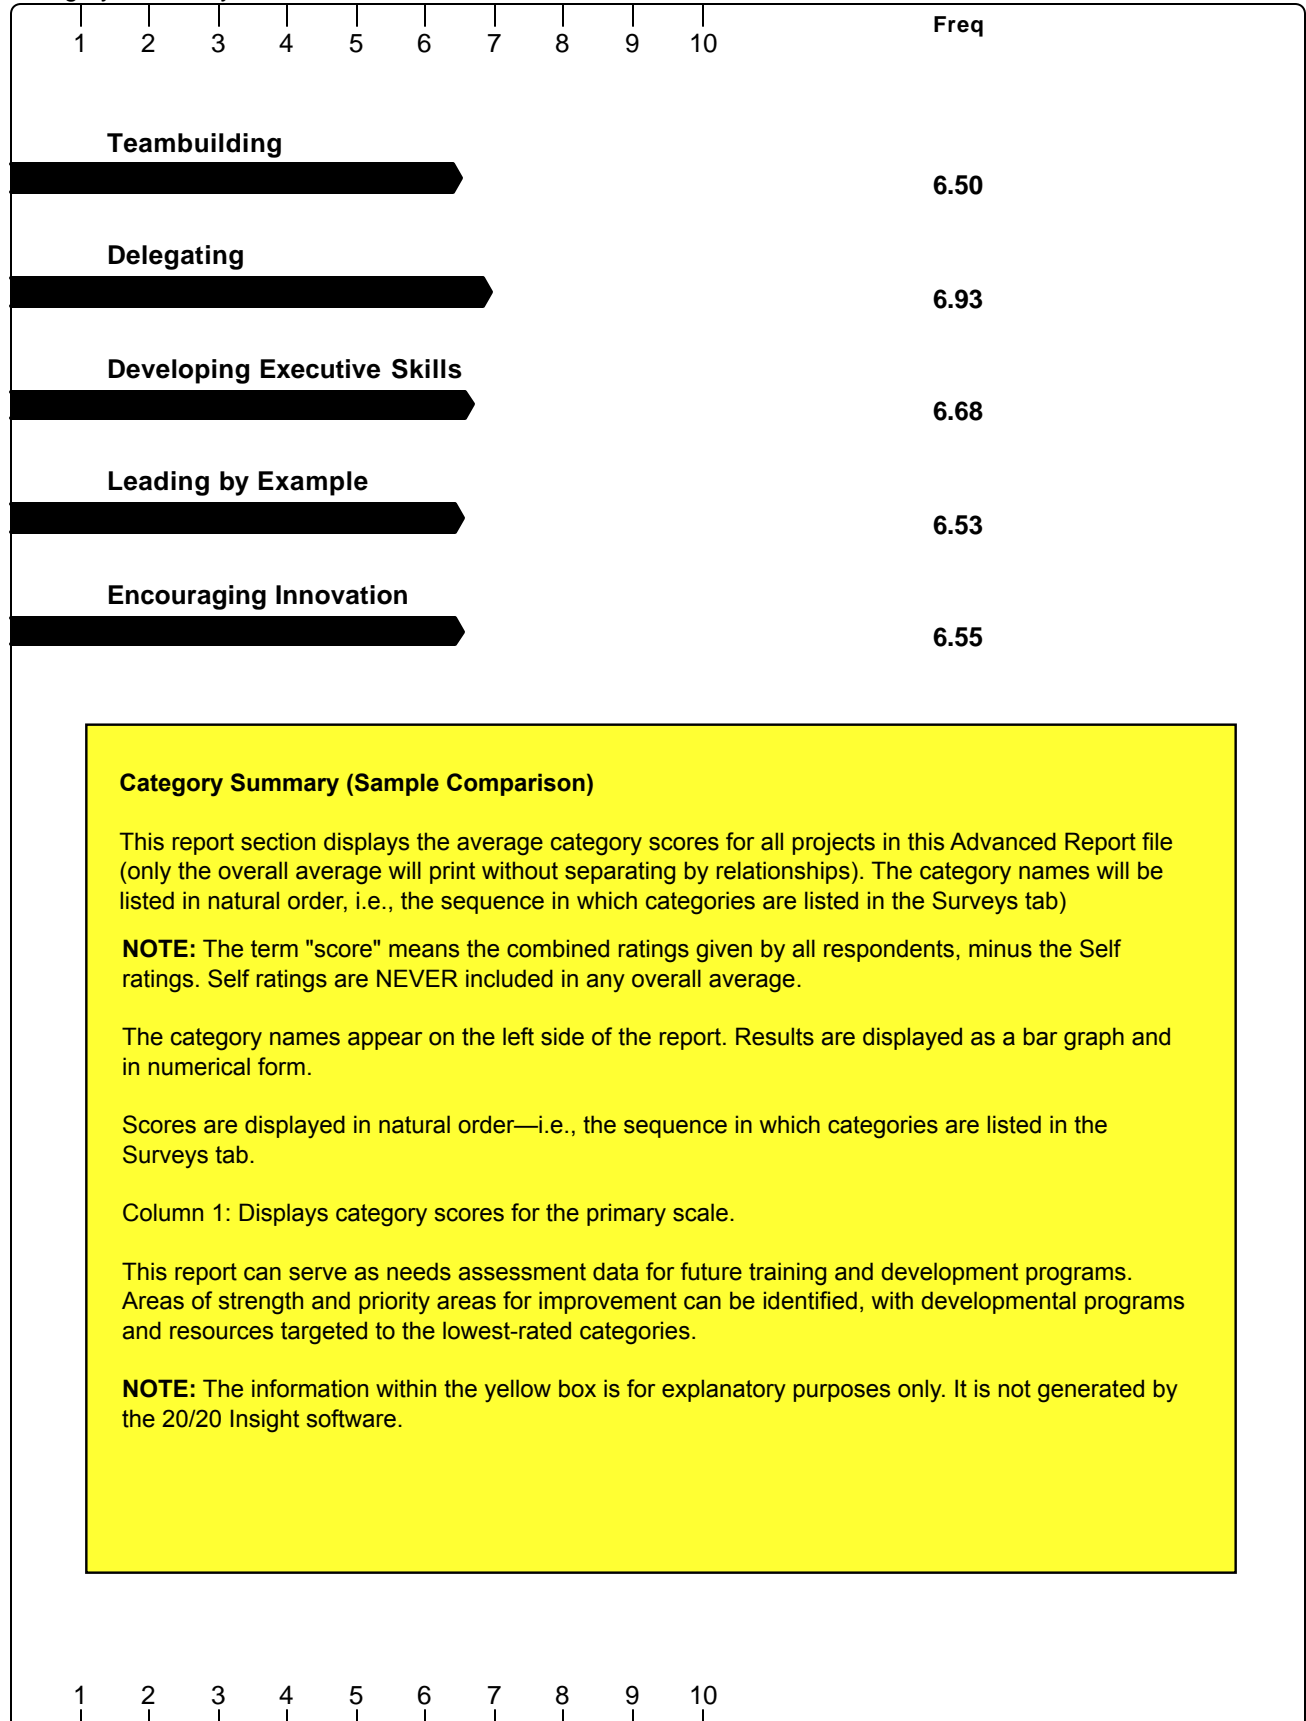 1 2 3 4 5 6 7 8 9 10 Freq
Teambuilding
6.50
Delegating
6.93
Developing Executive Skills
6.68
Leading by Example
6.53
Encouraging Innovation
6.55
Category Summary (Sample Comparison)
This report section displays the average category scores for all projects in this Advanced Report file
(only the overall average will print without separating by relationships). The category names will be
listed in natural order, i.e., the sequence in which categories are listed in the Surveys tab)
NOTE: The term "score" means the combined ratings given by all respondents, minus the Self
ratings. Self ratings are NEVER included in any overall average.
The category names appear on the left side of the report. Results are displayed as a bar graph and
in numerical form.
Scores are displayed in natural order—i.e., the sequence in which categories are listed in the
Surveys tab.
Column 1: Displays category scores for the primary scale.
This report can serve as needs assessment data for future training and development programs.
Areas of strength and priority areas for improvement can be identified, with developmental programs
and resources targeted to the lowest-rated categories.
NOTE: The information within the yellow box is for explanatory purposes only. It is not generated by
the 20/20 Insight software.
1 2 3 4 5 6 7 8 9 10